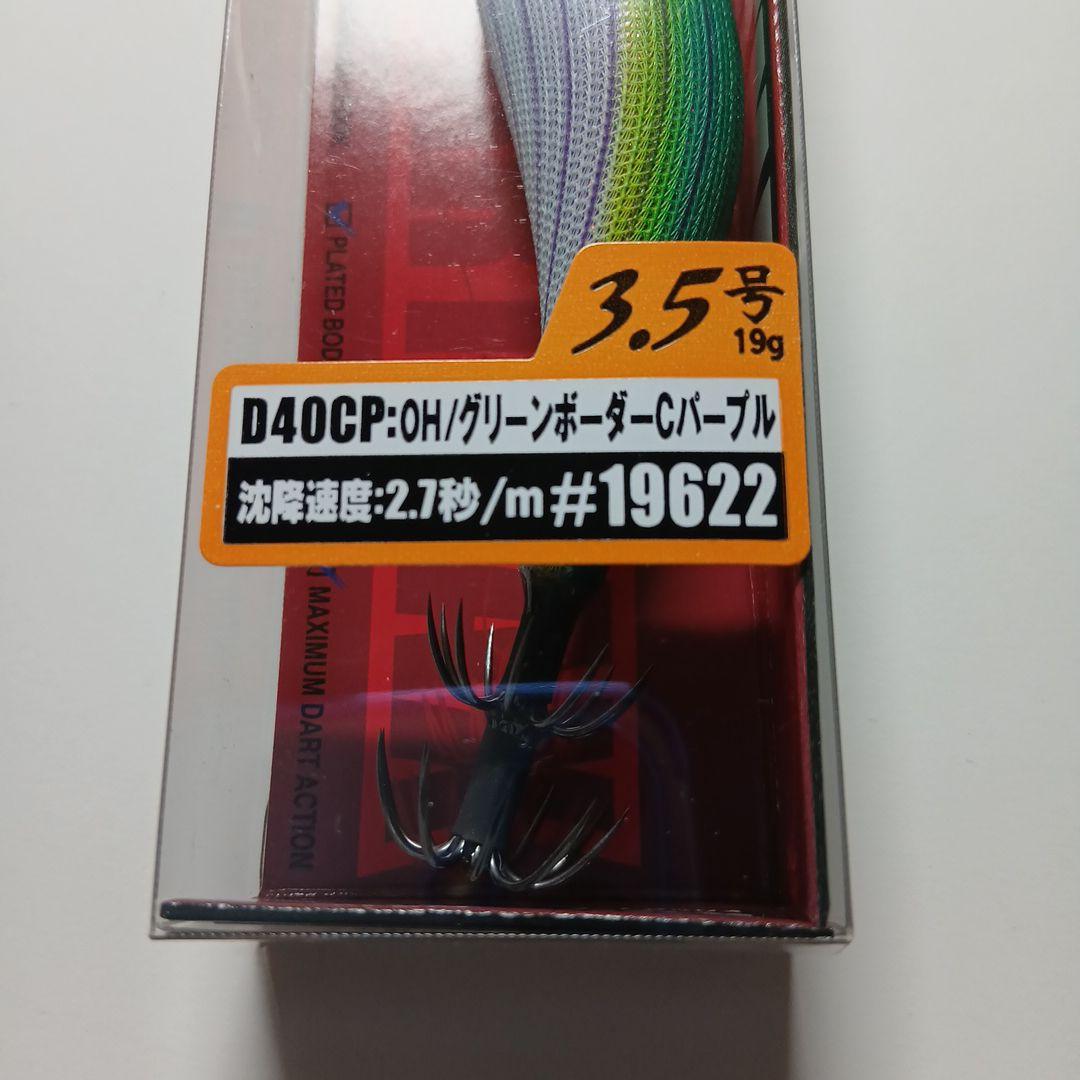 PLATED BOD
3.5号
19g
D40CP:OH/グリーンボーダーCパープル
沈降速度:2.7秒/m #19622
MAXIMUM DART ACTION